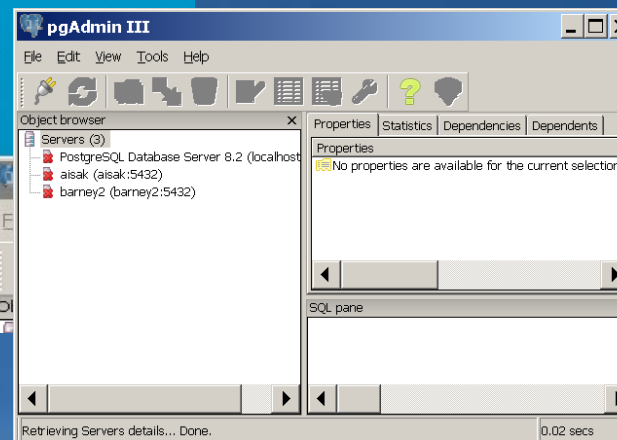 pgAdmin III
File Edit View Tools Help
Object browser
Servers (3)
PostgreSQL Database Server 8.2 (localhost
aisak (aisak:5432)
barney2 (barney2:5432)
Properties Statistics Dependencies Dependents
Properties
No properties are available for the current selection
SQL pane
Retrieving Servers details... Done.
0.02 secs